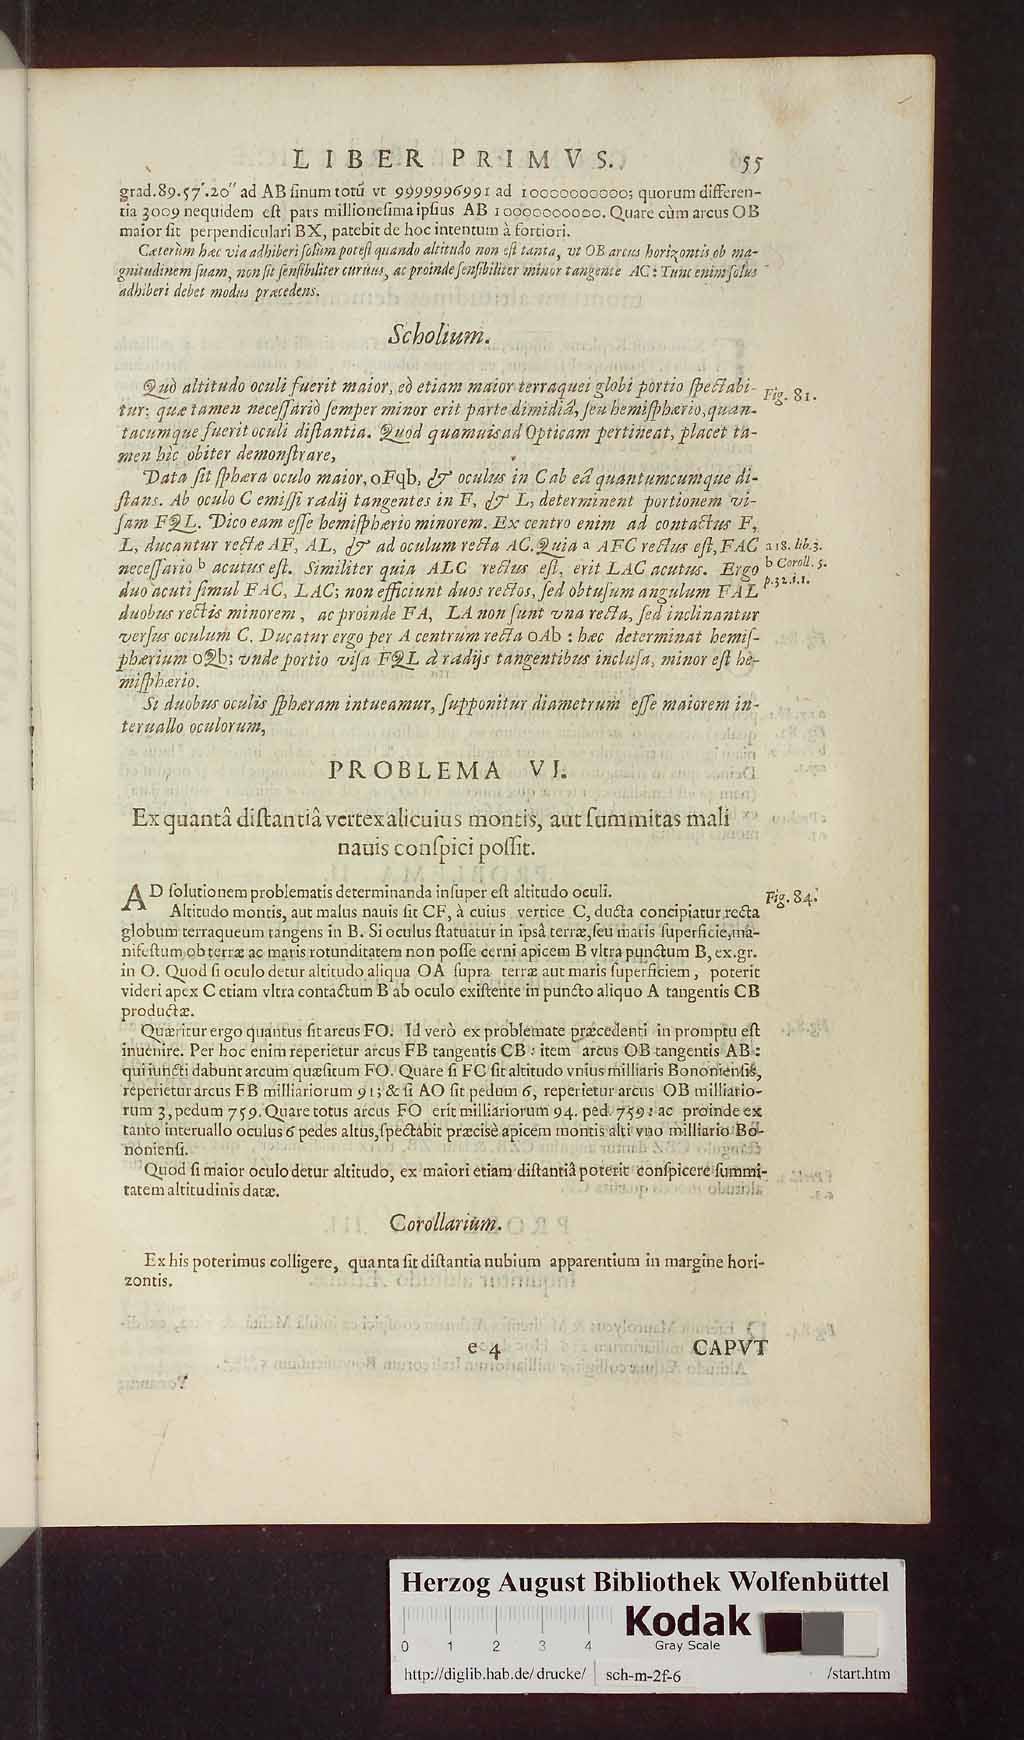 LIBER PRIMVS. 55
grad.89.57'.20'' ad AB ſinum totū vt 9999996991 ad 10000000000; quorum differen-
tia 3009 nequidem eſt pars millioneſima ipſius AB 10000000000. Quare cùm arcus OB
maior ſit perpendiculari BX, patebit de hoc intentum à fortiori.
Cæterùm hæc via adhiberi ſolùm poteſt quando altitudo non eſt tanta, vt OB arcus horizontis ob ma-
gnitudinem ſuam, non ſit ſenſibiliter curuus, ac proinde ſenſibiliter minor tangente AC: Tunc enim ſolus
adhiberi debet modus præcedens.
Scholium.
Quò altitudo oculi fuerit maior, eò etiam maior terraquei globi portio ſpectabi- Fig. 81.
tur: quæ tamen neceſſariò ſemper minor erit parte dimidiâ, ſeu hemiſphærio, quan-
tacumque fuerit oculi diſtantia. Quod quamuis ad Opticam pertineat, placet ta-
men hîc obiter demonſtrare,
Data ſit ſphæra oculo maior, oFqb, & oculus in C ab eâ quantumcumque di-
ſtans. Ab oculo C emiſſi radij tangentes in F, & L, determinent portionem vi-
ſam FQL. Dico eam eſſe hemiſphærio minorem. Ex centro enim ad contactus F,
L, ducantur rectæ AF, AL, & ad oculum recta AC. Quia a AFC rectus eſt, FAC a 18. lib.3.
neceſſario b acutus eſt. Similiter quia ALC rectus eſt, erit LAC acutus. Ergo b Coroll. 5.
duo acuti ſimul FAC, LAC; non efficiunt duos rectos, ſed obtuſum angulum FAL p.32.l.1.
duobus rectis minorem, ac proinde FA, LA non ſunt vna recta, ſed inclinantur
verſus oculum C. Ducatur ergo per A centrum recta oAb : hæc determinat hemiſ-
phærium oQb; vnde portio viſa FQL à radijs tangentibus incluſa, minor eſt he-
miſphærio.
Si duobus oculis ſphæram intueamur, ſupponitur diametrum eſſe maiorem in-
teruallo oculorum,
PROBLEMA VI.
Ex quantâ diſtantiâ vertex alicuius montis, aut ſummitas mali
nauis conſpici poſſit.
AD ſolutionem problematis determinanda inſuper eſt altitudo oculi. Fig. 84.
Altitudo montis, aut malus nauis ſit CF, à cuius vertice C, ducta concipiatur recta
globum terraqueum tangens in B. Si oculus ſtatuatur in ipſâ terræ, ſeu maris ſuperficie, ma-
nifeſtum ob terræ ac maris rotunditatem non poſſe cerni apicem B vltra punctum B, ex.gr.
in O. Quod ſi oculo detur altitudo aliqua OA ſupra terræ aut maris ſuperficiem, poterit
videri apex C etiam vltra contactum B ab oculo exiſtente in puncto aliquo A tangentis CB
productæ.
Quæritur ergo quantus ſit arcus FO. Id verò ex problemate præcedenti in promptu eſt
inuenire. Per hoc enim reperietur arcus FB tangentis CB : item arcus OB tangentis AB :
qui iuncti dabunt arcum quæſitum FO. Quare ſi FC ſit altitudo vnius milliaris Bononienſis,
reperietur arcus FB milliariorum 91; & ſi AO ſit pedum 6, reperietur arcus OB milliario-
rum 3, pedum 759. Quare totus arcus FO erit milliariorum 94. ped. 759: ac proinde ex
tanto interuallo oculus 6 pedes altus, ſpectabit præcisè apicem montis alti vno milliario Bo-
nonienſi.
Quod ſi maior oculo detur altitudo, ex maiori etiam diſtantiâ poterit conſpicere ſummi-
tatem altitudinis datæ.
Corollarium.
Ex his poterimus colligere, quanta ſit diſtantia nubium apparentium in margine hori-
zontis.
e 4 CAPVT
Herzog August Bibliothek Wolfenbüttel
Kodak
Gray Scale
0 1 2 3 4
http://diglib.hab.de/drucke/ sch-m-2f-6 /start.htm